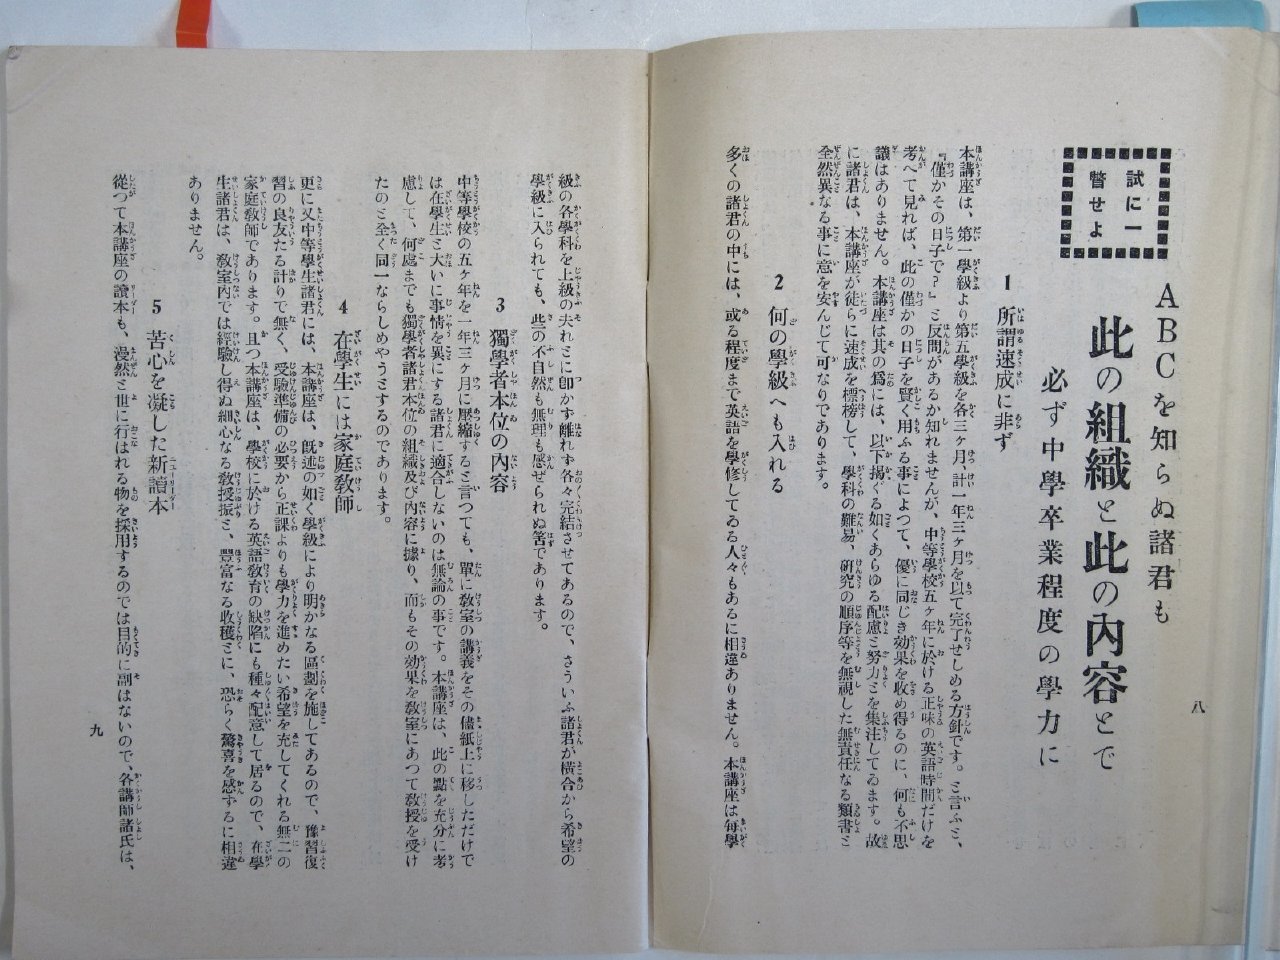 八
試に一
瞥せよ
ABCを知らぬ諸君も
此の組織と此の內容とで
必ず中學卒業程度の學力に
1 所謂速成に非ず
本講座は、第一學級より第五學級を各三ヶ月、計一年三ヶ月を以て完了せしめる方針です。と言ふと、
『僅かその日子で？』と反問があるか知れませんが、中等學校五ヶ年に於ける正味の英語時間だけを
考へて見れば、此の僅かの日子を賢く用ふる事によつて、優に同じき效果を收め得るのに、何も不思
議はありません。本講座は其の爲には、以下揭ぐる如くあらゆる配慮と努力とを集注してゐます。故
に諸君は、本講座が徒らに速成を標榜して、學科の難易、硏究の順序等を無視した無責任なる類書と
全然異なる事に意を安んじて可なりであります。
2 何の學級へも入れる
多くの諸君の中には、或る程度まで英語を學修してゐる人々もあるに相違ありません。本講座は每學
級の各學科を上級の夫れとに卽かず離れず各々完結させてあるので、さういふ諸君が橫合から希望の
學級に入られても、些の不自然も無理も感ぜられぬ筈であります。
3 獨學者本位の內容
中等學校の五ヶ年を一年三ヶ月に壓縮すると言つても、單に敎室の講義をその儘紙上に移しただけで
は在學生と大いに事情を異にする諸君に適合しないのは無論の事です。本講座は、此の點を充分に考
慮して、何處までも獨學者諸君本位の組織及び內容に據り、而もその效果を敎室にあつて敎授を受け
たのと全く同一ならしめやうとするのであります。
4 在學生には家庭敎師
更に又中等學生諸君には、本講座は、旣述の如く學級により明かなる區劃を施してあるので、豫習復
習の良友たる計りで無く、受驗準備の必要から正課よりも學力を進めたい希望を充してくれる無二の
家庭敎師であります。且つ本講座は、學校に於ける英語敎育の缺陷にも種々配意して居るので、在學
生諸君は、敎室內では經驗し得ぬ細心なる敎授振と、豐富なる收穫とに、恐らく驚喜を感ずるに相違
ありません。
5 苦心を凝した新讀本
從つて本講座の讀本も、漫然と世に行はれる物を採用するのでは目的に副はないので、各講師諸氏は、
九